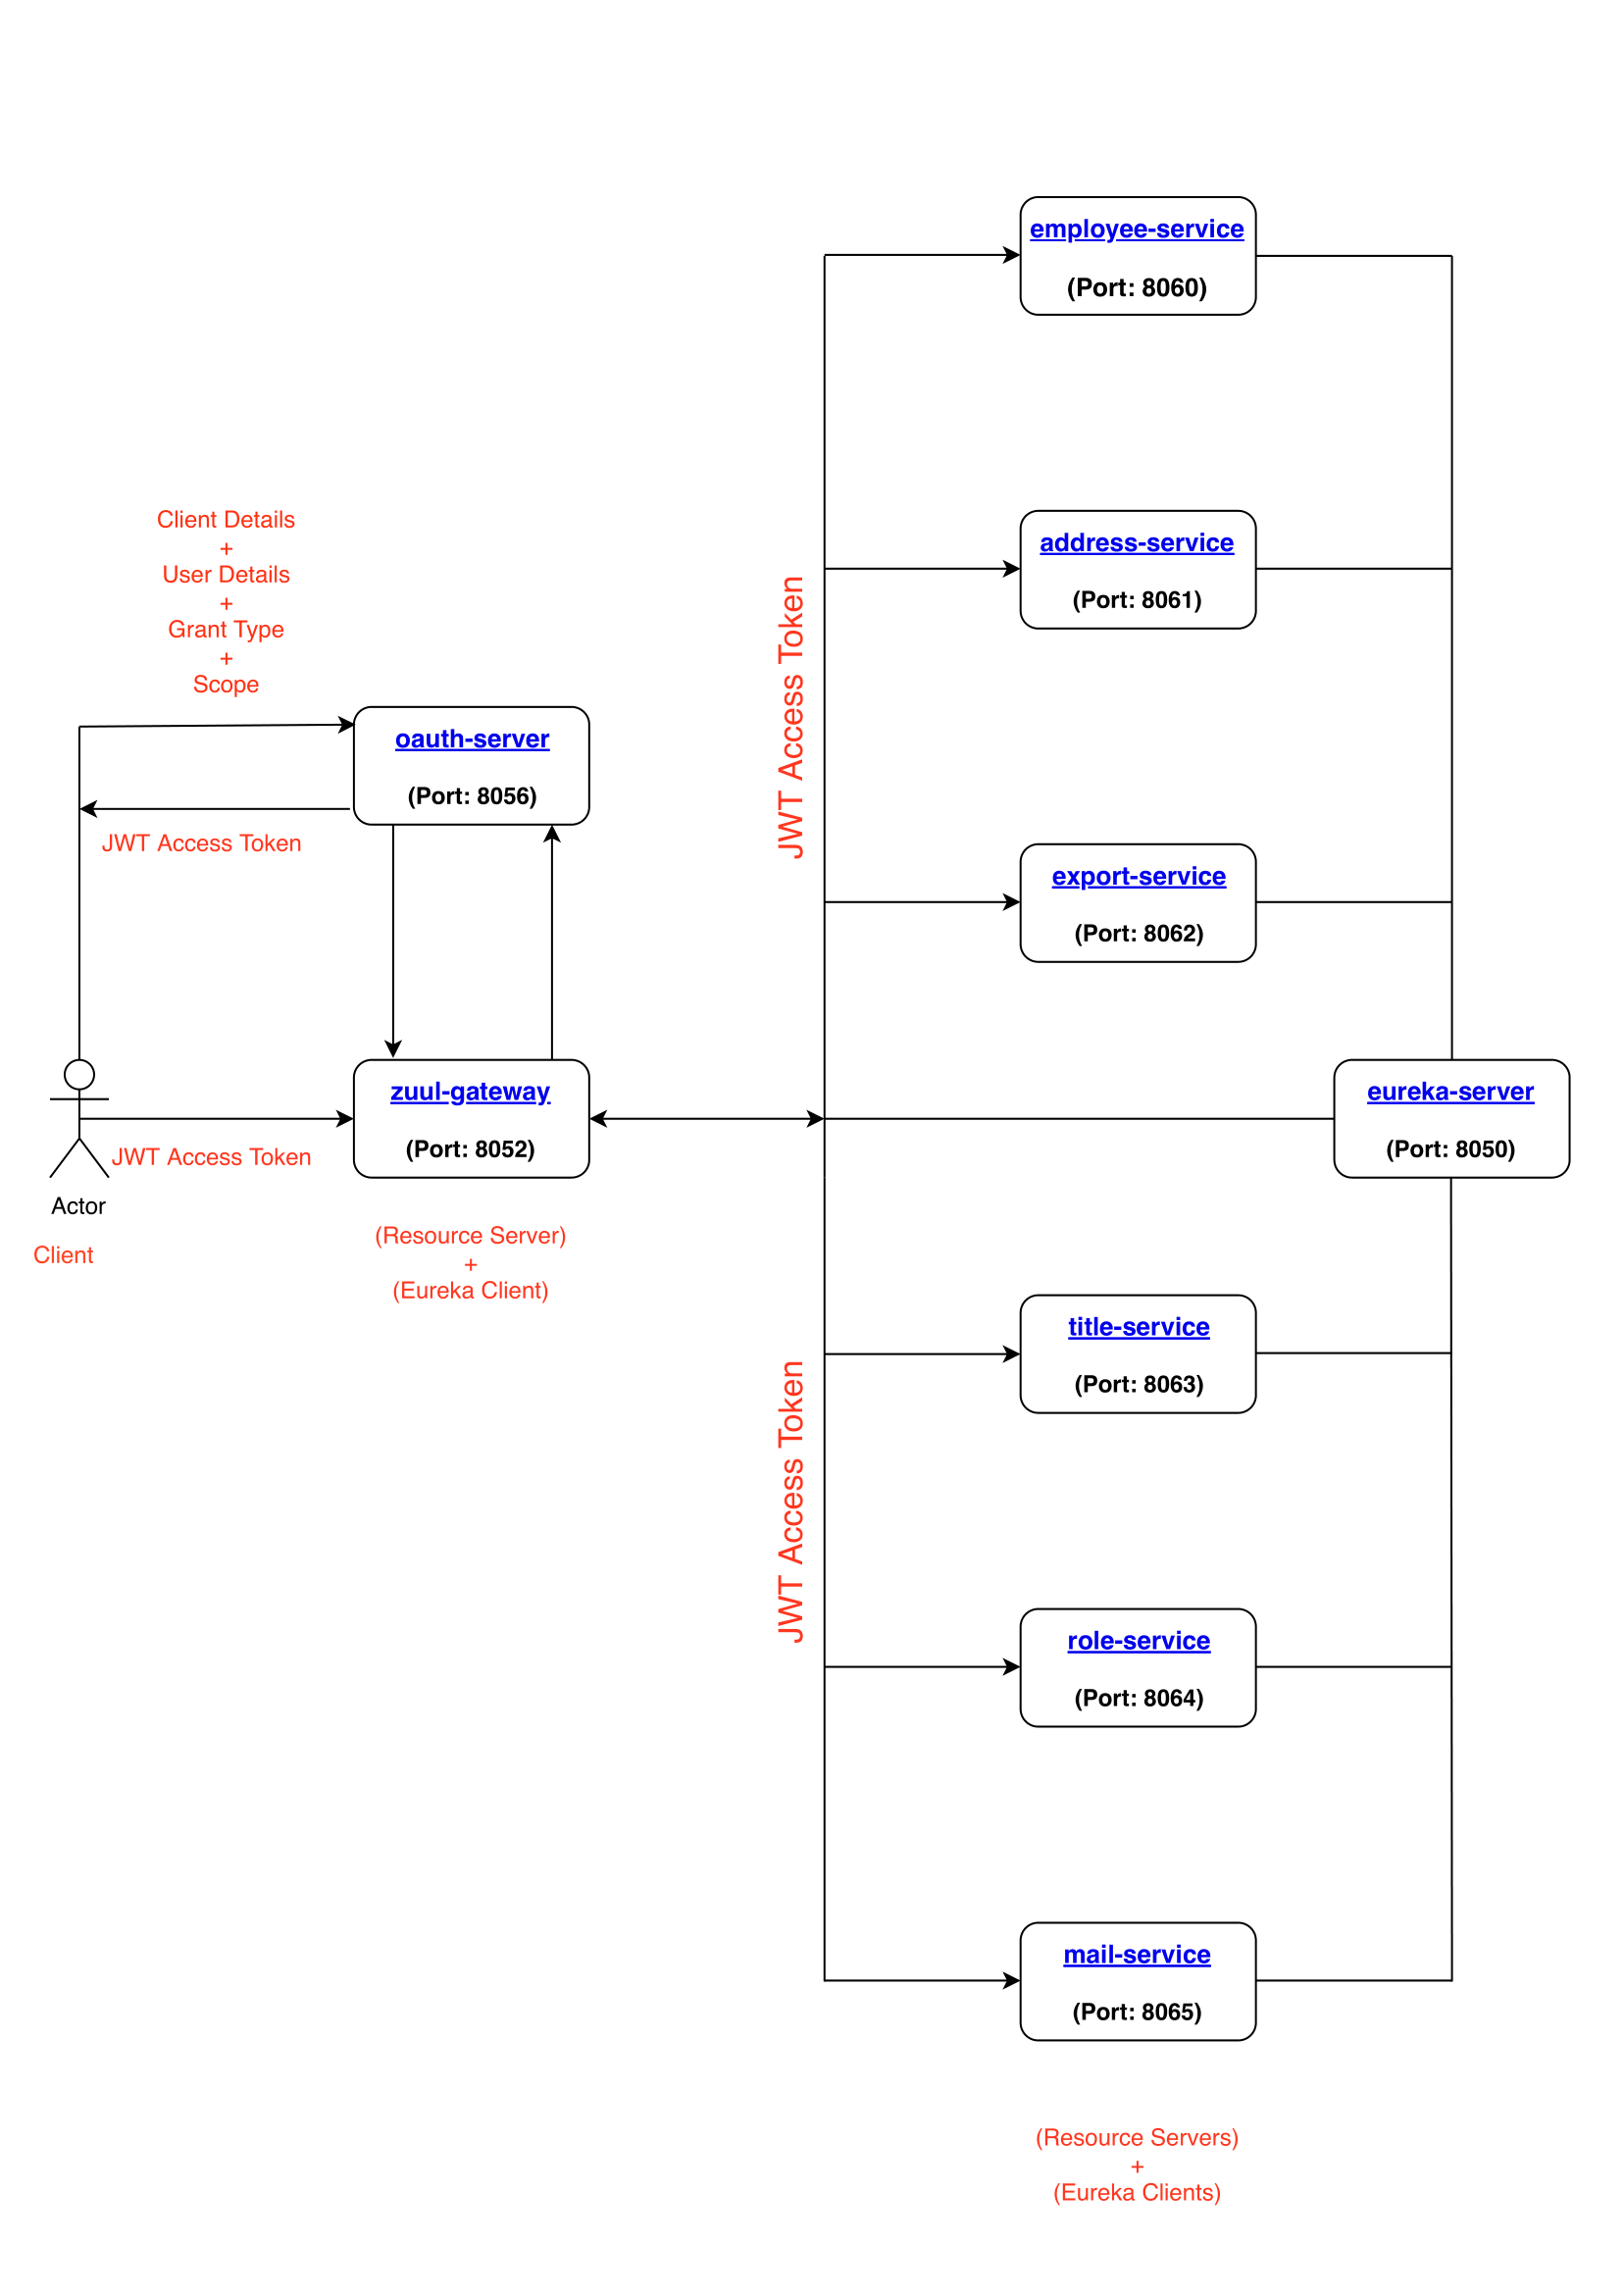 employee-service
(Port: 8060)
Client Details
+
User Details
+
Grant Type
+
Scope
address-service
(Port: 8061)
JWT Access Token
oauth-server
(Port: 8056)
JWT Access Token
export-service
(Port: 8062)
zuul-gateway
(Port: 8052)
JWT Access Token
Actor
Client
(Resource Server)
+
(Eureka Client)
eureka-server
(Port: 8050)
title-service
(Port: 8063)
JWT Access Token
role-service
(Port: 8064)
mail-service
(Port: 8065)
(Resource Servers)
+
(Eureka Clients)